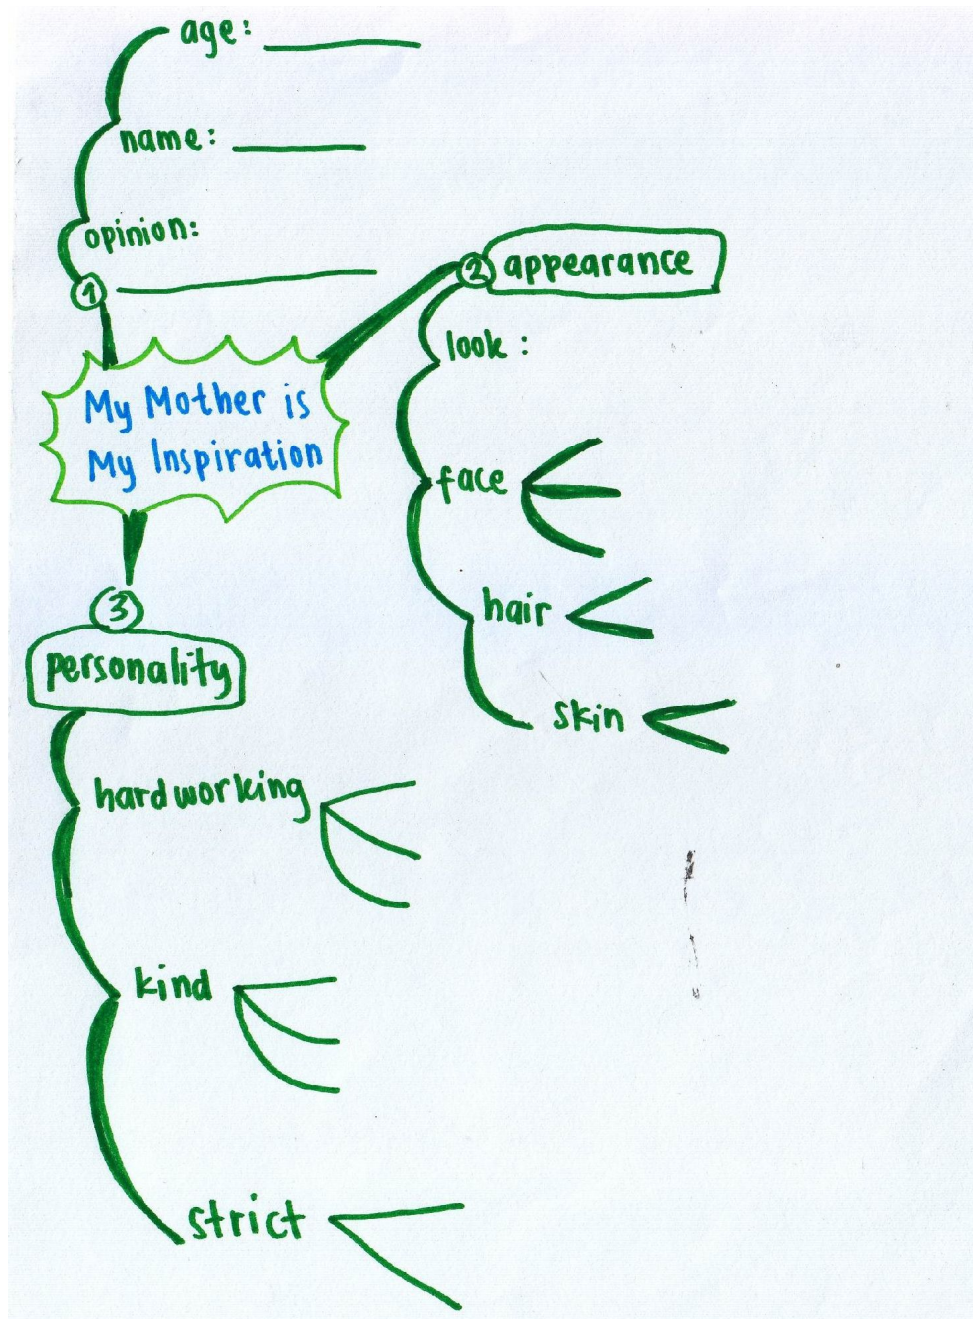 age:
name:
opinion:
1
2 appearance
look :
face
hair
skin
My Mother is
My Inspiration
3
personality
hardworking
kind
strict